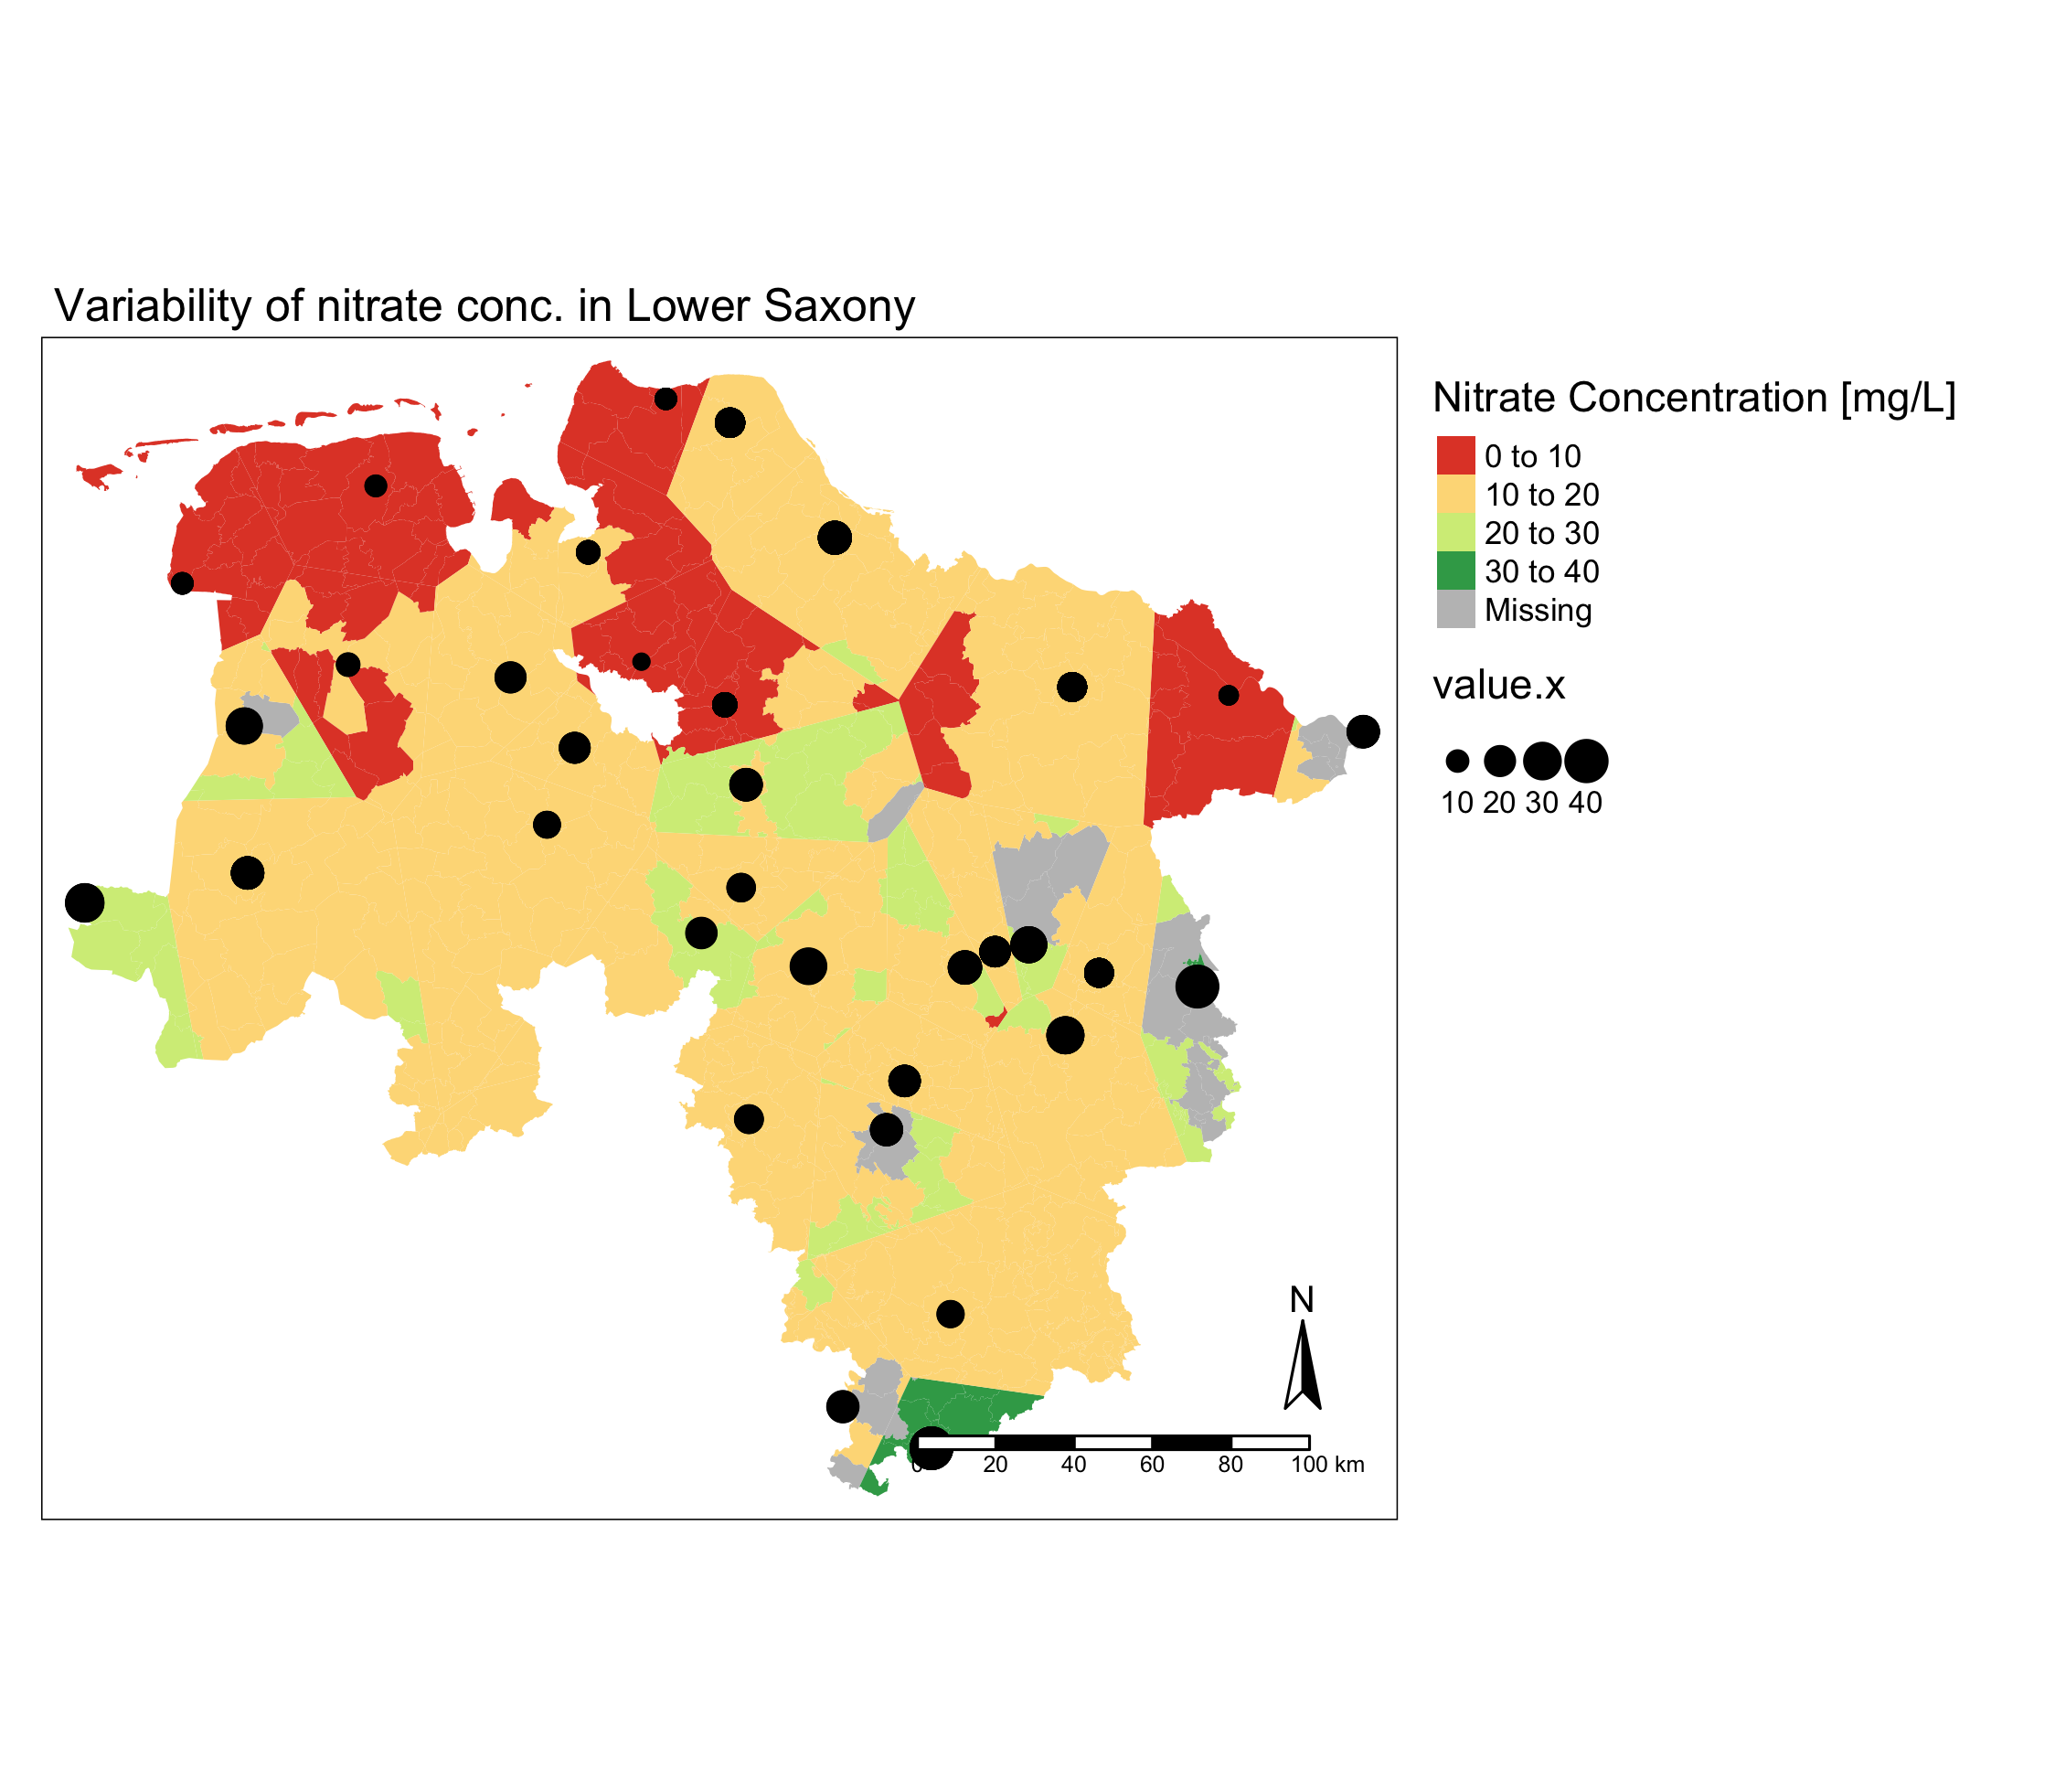 Variability of nitrate conc. in Lower Saxony
Nitrate Concentration [mg/L]
0 to 10
10 to 20
20 to 30
30 to 40
Missing
value.x
10 20 30 40
N
0 20 40 60 80 100 km